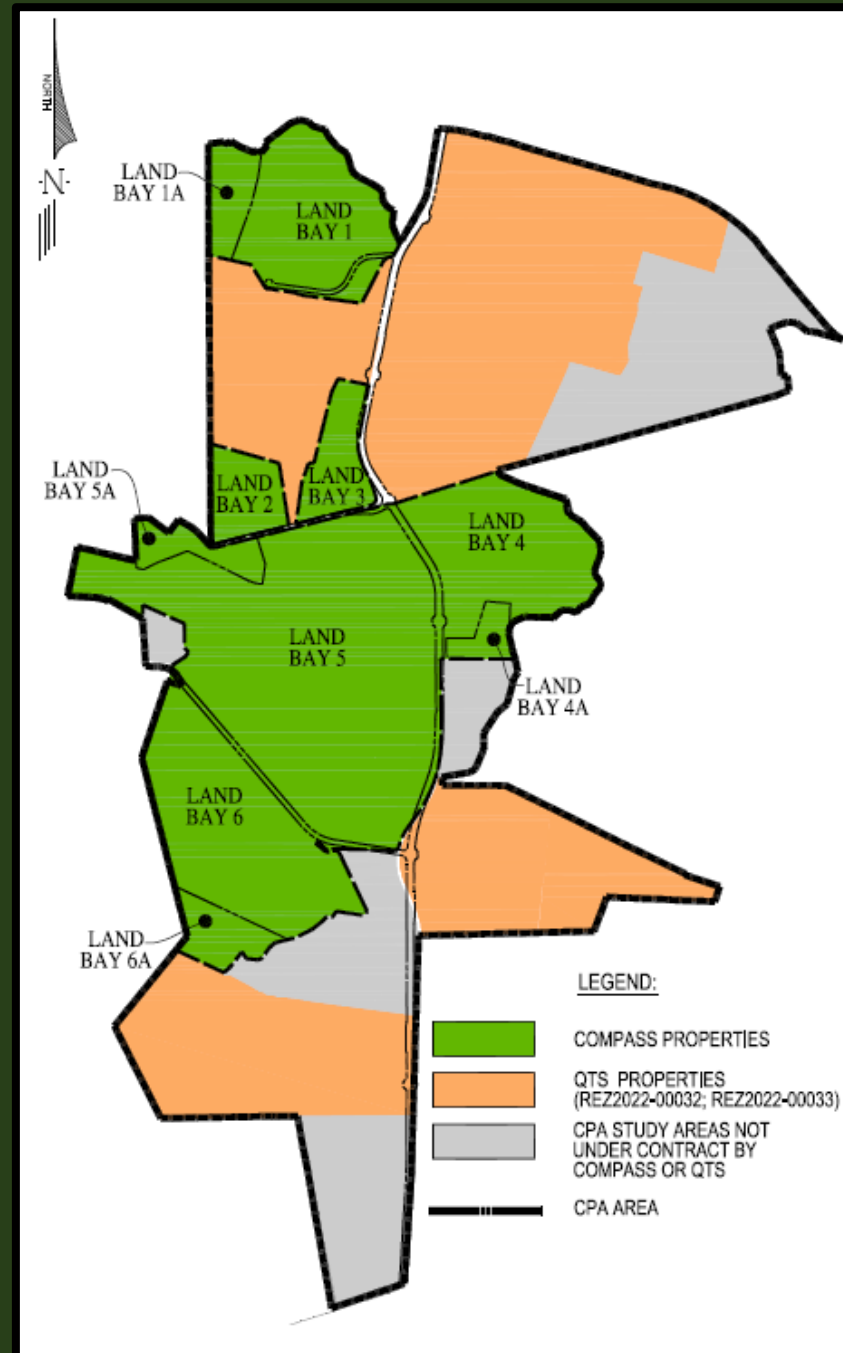 NORTH
N
LAND
BAY 1A
LAND
BAY 1
LAND
BAY 5A
LAND
BAY 2
LAND
BAY 3
LAND
BAY 4
LAND
BAY 5
LAND
BAY 4A
LAND
BAY 6
LAND
BAY 6A
LEGEND:
COMPASS PROPERTIES
QTS PROPERTIES
(REZ2022-00032; REZ2022-00033)
CPA STUDY AREAS NOT
UNDER CONTRACT BY
COMPASS OR QTS
CPA AREA